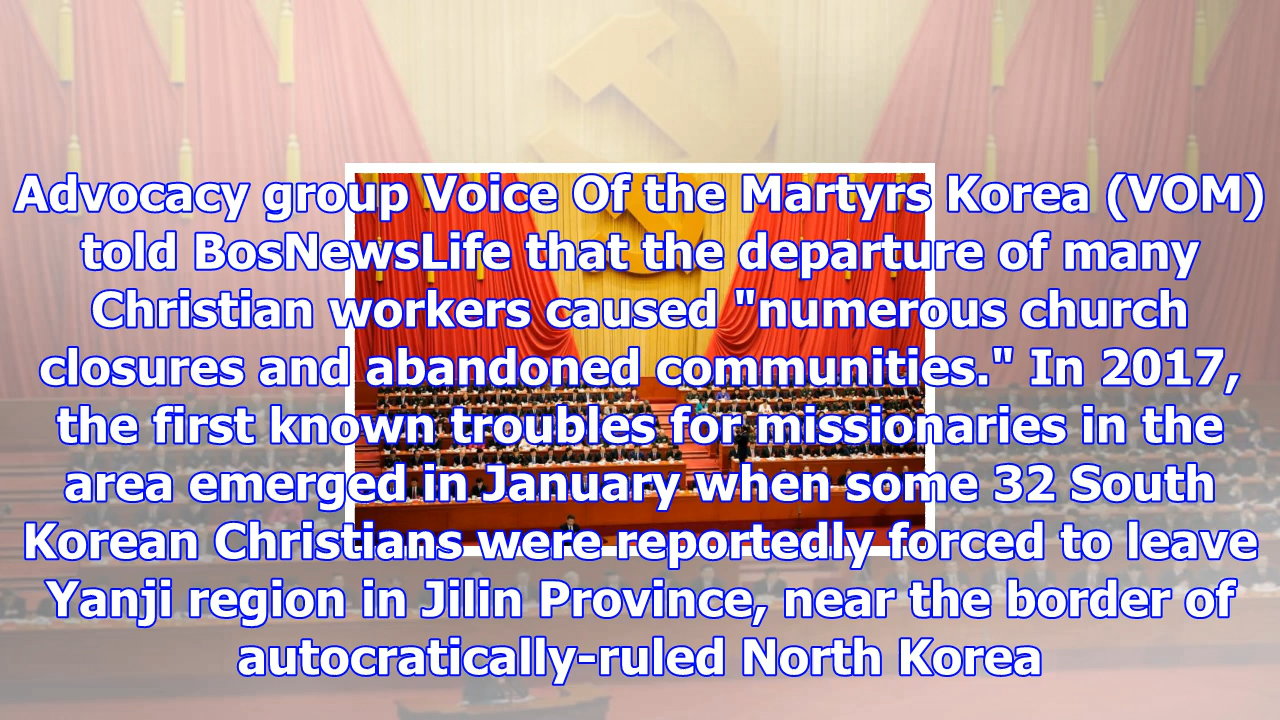 Advocacy group Voice Of the Martyrs Korea (VOM)
told BosNewsLife that the departure of many
Christian workers caused "numerous church
closures and abandoned communities." In 2017,
the first known troubles for missionaries in the
area emerged in January when some 32 South
Korean Christians were reportedly forced to leave
Yanji region in Jilin Province, near the border of
autocratically-ruled North Korea